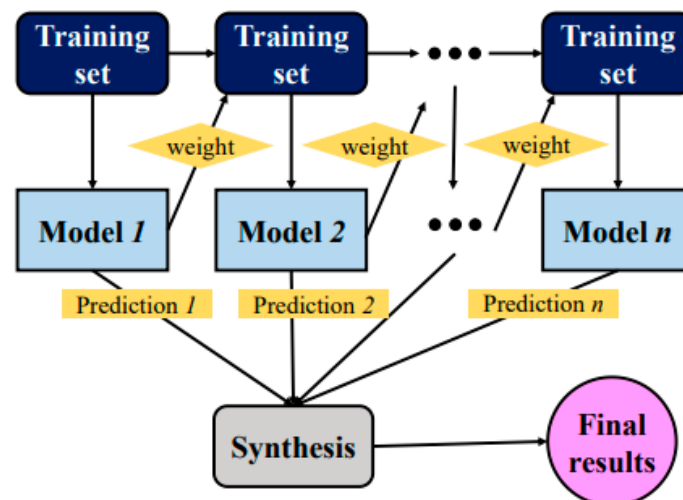 Training
set
Training
set
Training
set
weight
weight
weight
Model 1
Model 2
Model n
Prediction 1
Prediction 2
Prediction n
Synthesis
Final
results